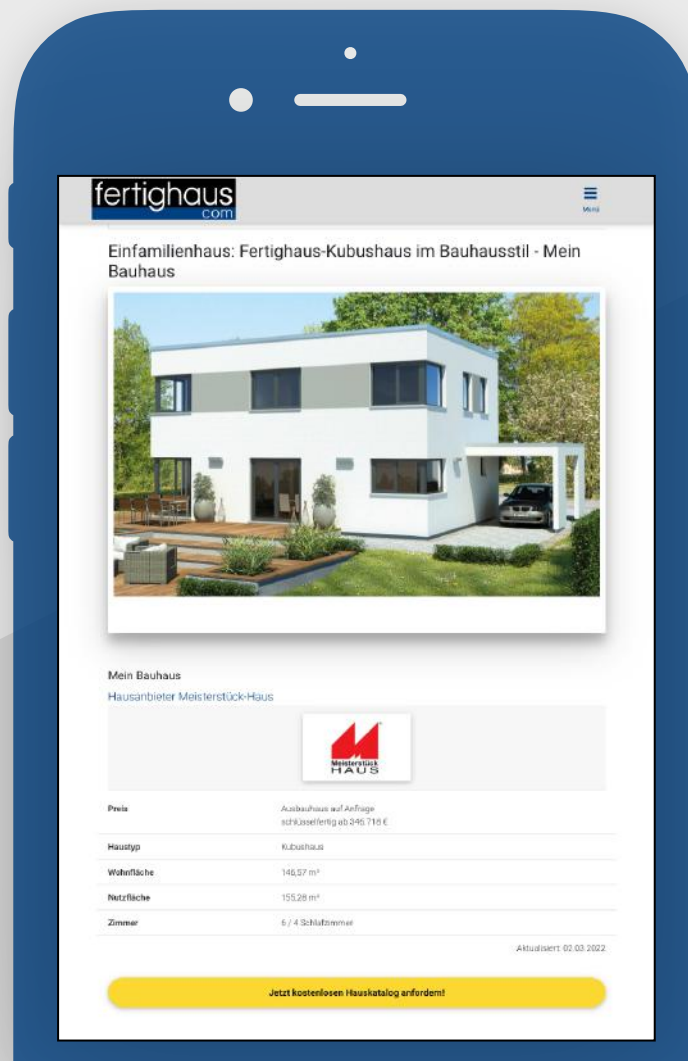 fertighaus
com
Menü
Einfamilienhaus: Fertighaus-Kubushaus im Bauhausstil - Mein
Bauhaus
Mein Bauhaus
Hausanbieter Meisterstück-Haus
Meisterstück
HAUS
Preis
Ausbauhaus auf Anfrage
schlüsselfertig ab 346.718 €
Haustyp
Kubushaus
Wohnfläche
146,57 m²
Nutzfläche
155,28 m²
Zimmer
6 / 4 Schlafzimmer
Aktualisiert: 02.03.2022
Jetzt kostenlosen Hauskatalog anfordern!